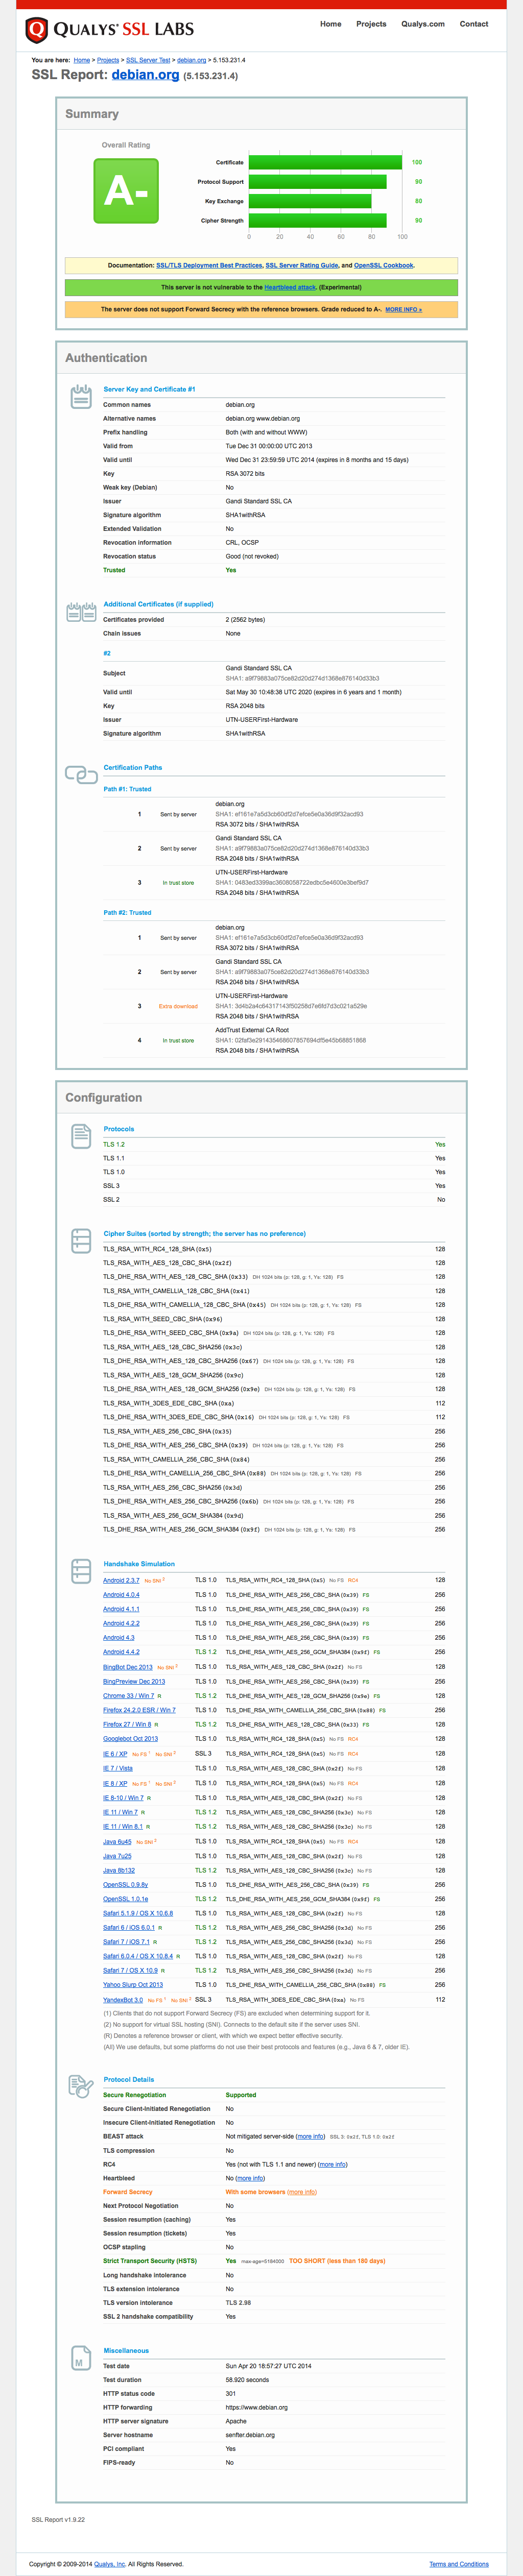 QUALYS® SSL LABS
Home Projects Qualys.com Contact
You are here: Home > Projects > SSL Server Test > debian.org > 5.153.231.4
SSL Report: debian.org (5.153.231.4)
Summary
Overall Rating
A-
Certificate 100
Protocol Support 90
Key Exchange 80
Cipher Strength 90
0 20 40 60 80 100
Documentation: SSL/TLS Deployment Best Practices, SSL Server Rating Guide, and OpenSSL Cookbook.
This server is not vulnerable to the Heartbleed attack. (Experimental)
The server does not support Forward Secrecy with the reference browsers. Grade reduced to A-. MORE INFO »
Authentication
Server Key and Certificate #1
Common names debian.org
Alternative names debian.org www.debian.org
Prefix handling Both (with and without WWW)
Valid from Tue Dec 31 00:00:00 UTC 2013
Valid until Wed Dec 31 23:59:59 UTC 2014 (expires in 8 months and 15 days)
Key RSA 3072 bits
Weak key (Debian) No
Issuer Gandi Standard SSL CA
Signature algorithm SHA1withRSA
Extended Validation No
Revocation information CRL, OCSP
Revocation status Good (not revoked)
Trusted Yes
Additional Certificates (if supplied)
Certificates provided 2 (2562 bytes)
Chain issues None
#2
Subject Gandi Standard SSL CA
SHA1: a9f79883a075ce82d20d274d1368e876140d33b3
Valid until Sat May 30 10:48:38 UTC 2020 (expires in 6 years and 1 month)
Key RSA 2048 bits
Issuer UTN-USERFirst-Hardware
Signature algorithm SHA1withRSA
Certification Paths
Path #1: Trusted
1 Sent by server debian.org
SHA1: ef161e7a5d3cb60df2d7efce5e0a36d9f32acd93
RSA 3072 bits / SHA1withRSA
2 Sent by server Gandi Standard SSL CA
SHA1: a9f79883a075ce82d20d274d1368e876140d33b3
RSA 2048 bits / SHA1withRSA
3 In trust store UTN-USERFirst-Hardware
SHA1: 0483ed3399ac3608058722edbc5e4600e3bef9d7
RSA 2048 bits / SHA1withRSA
Path #2: Trusted
1 Sent by server debian.org
SHA1: ef161e7a5d3cb60df2d7efce5e0a36d9f32acd93
RSA 3072 bits / SHA1withRSA
2 Sent by server Gandi Standard SSL CA
SHA1: a9f79883a075ce82d20d274d1368e876140d33b3
RSA 2048 bits / SHA1withRSA
3 Extra download UTN-USERFirst-Hardware
SHA1: 3d4b2a4c64317143f50258d7e6fd7d3c021a529e
RSA 2048 bits / SHA1withRSA
4 In trust store AddTrust External CA Root
SHA1: 02faf3e291435468607857694df5e45b68851868
RSA 2048 bits / SHA1withRSA
Configuration
Protocols
TLS 1.2 Yes
TLS 1.1 Yes
TLS 1.0 Yes
SSL 3 Yes
SSL 2 No
Cipher Suites (sorted by strength; the server has no preference)
TLS_RSA_WITH_RC4_128_SHA (0x5) 128
TLS_RSA_WITH_AES_128_CBC_SHA (0x2f) 128
TLS_DHE_RSA_WITH_AES_128_CBC_SHA (0x33) DH 1024 bits (p: 128, g: 1, Ys: 128) FS 128
TLS_RSA_WITH_CAMELLIA_128_CBC_SHA (0x41) 128
TLS_DHE_RSA_WITH_CAMELLIA_128_CBC_SHA (0x45) DH 1024 bits (p: 128, g: 1, Ys: 128) FS 128
TLS_RSA_WITH_SEED_CBC_SHA (0x96) 128
TLS_DHE_RSA_WITH_SEED_CBC_SHA (0x9a) DH 1024 bits (p: 128, g: 1, Ys: 128) FS 128
TLS_RSA_WITH_AES_128_CBC_SHA256 (0x3c) 128
TLS_DHE_RSA_WITH_AES_128_CBC_SHA256 (0x67) DH 1024 bits (p: 128, g: 1, Ys: 128) FS 128
TLS_RSA_WITH_AES_128_GCM_SHA256 (0x9c) 128
TLS_DHE_RSA_WITH_AES_128_GCM_SHA256 (0x9e) DH 1024 bits (p: 128, g: 1, Ys: 128) FS 128
TLS_RSA_WITH_3DES_EDE_CBC_SHA (0xa) 112
TLS_DHE_RSA_WITH_3DES_EDE_CBC_SHA (0x16) DH 1024 bits (p: 128, g: 1, Ys: 128) FS 112
TLS_RSA_WITH_AES_256_CBC_SHA (0x35) 256
TLS_DHE_RSA_WITH_AES_256_CBC_SHA (0x39) DH 1024 bits (p: 128, g: 1, Ys: 128) FS 256
TLS_RSA_WITH_CAMELLIA_256_CBC_SHA (0x84) 256
TLS_DHE_RSA_WITH_CAMELLIA_256_CBC_SHA (0x88) DH 1024 bits (p: 128, g: 1, Ys: 128) FS 256
TLS_RSA_WITH_AES_256_CBC_SHA256 (0x3d) 256
TLS_DHE_RSA_WITH_AES_256_CBC_SHA256 (0x6b) DH 1024 bits (p: 128, g: 1, Ys: 128) FS 256
TLS_RSA_WITH_AES_256_GCM_SHA384 (0x9d) 256
TLS_DHE_RSA_WITH_AES_256_GCM_SHA384 (0x9f) DH 1024 bits (p: 128, g: 1, Ys: 128) FS 256
Handshake Simulation
Android 2.3.7 No SNI 2 TLS 1.0 TLS_RSA_WITH_RC4_128_SHA (0x5) No FS RC4 128
Android 4.0.4 TLS 1.0 TLS_DHE_RSA_WITH_AES_256_CBC_SHA (0x39) FS 256
Android 4.1.1 TLS 1.0 TLS_DHE_RSA_WITH_AES_256_CBC_SHA (0x39) FS 256
Android 4.2.2 TLS 1.0 TLS_DHE_RSA_WITH_AES_256_CBC_SHA (0x39) FS 256
Android 4.3 TLS 1.0 TLS_DHE_RSA_WITH_AES_256_CBC_SHA (0x39) FS 256
Android 4.4.2 TLS 1.2 TLS_DHE_RSA_WITH_AES_256_GCM_SHA384 (0x9f) FS 256
BingBot Dec 2013 No SNI 2 TLS 1.0 TLS_RSA_WITH_AES_128_CBC_SHA (0x2f) No FS 128
BingPreview Dec 2013 TLS 1.0 TLS_DHE_RSA_WITH_AES_256_CBC_SHA (0x39) FS 256
Chrome 33 / Win 7 R TLS 1.2 TLS_DHE_RSA_WITH_AES_128_GCM_SHA256 (0x9e) FS 128
Firefox 24.2.0 ESR / Win 7 TLS 1.0 TLS_DHE_RSA_WITH_CAMELLIA_256_CBC_SHA (0x88) FS 256
Firefox 27 / Win 8 R TLS 1.2 TLS_DHE_RSA_WITH_AES_128_CBC_SHA (0x33) FS 128
Googlebot Oct 2013 TLS 1.0 TLS_RSA_WITH_RC4_128_SHA (0x5) No FS RC4 128
IE 6 / XP No FS 1 No SNI 2 SSL 3 TLS_RSA_WITH_RC4_128_SHA (0x5) No FS RC4 128
IE 7 / Vista TLS 1.0 TLS_RSA_WITH_AES_128_CBC_SHA (0x2f) No FS 128
IE 8 / XP No FS 1 No SNI 2 TLS 1.0 TLS_RSA_WITH_RC4_128_SHA (0x5) No FS RC4 128
IE 8-10 / Win 7 R TLS 1.0 TLS_RSA_WITH_AES_128_CBC_SHA (0x2f) No FS 128
IE 11 / Win 7 R TLS 1.2 TLS_RSA_WITH_AES_128_CBC_SHA256 (0x3c) No FS 128
IE 11 / Win 8.1 R TLS 1.2 TLS_RSA_WITH_AES_128_CBC_SHA256 (0x3c) No FS 128
Java 6u45 No SNI 2 TLS 1.0 TLS_RSA_WITH_RC4_128_SHA (0x5) No FS RC4 128
Java 7u25 TLS 1.0 TLS_RSA_WITH_AES_128_CBC_SHA (0x2f) No FS 128
Java 8b132 TLS 1.2 TLS_RSA_WITH_AES_128_CBC_SHA256 (0x3c) No FS 128
OpenSSL 0.9.8y TLS 1.0 TLS_DHE_RSA_WITH_AES_256_CBC_SHA (0x39) FS 256
OpenSSL 1.0.1e TLS 1.2 TLS_DHE_RSA_WITH_AES_256_GCM_SHA384 (0x9f) FS 256
Safari 5.1.9 / OS X 10.6.8 TLS 1.0 TLS_RSA_WITH_AES_128_CBC_SHA (0x2f) No FS 128
Safari 6 / iOS 6.0.1 R TLS 1.2 TLS_RSA_WITH_AES_256_CBC_SHA256 (0x3d) No FS 256
Safari 7 / iOS 7.1 R TLS 1.2 TLS_RSA_WITH_AES_256_CBC_SHA256 (0x3d) No FS 256
Safari 6.0.4 / OS X 10.8.4 R TLS 1.0 TLS_RSA_WITH_AES_128_CBC_SHA (0x2f) No FS 128
Safari 7 / OS X 10.9 R TLS 1.2 TLS_RSA_WITH_AES_256_CBC_SHA256 (0x3d) No FS 256
Yahoo Slurp Oct 2013 TLS 1.0 TLS_DHE_RSA_WITH_CAMELLIA_256_CBC_SHA (0x88) FS 256
YandexBot 3.0 No FS 1 No SNI 2 SSL 3 TLS_RSA_WITH_3DES_EDE_CBC_SHA (0xa) No FS 112
(1) Clients that do not support Forward Secrecy (FS) are excluded when determining support for it.
(2) No support for virtual SSL hosting (SNI). Connects to the default site if the server uses SNI.
(R) Denotes a reference browser or client, with which we expect better effective security.
(All) We use defaults, but some platforms do not use their best protocols and features (e.g., Java 6 & 7, older IE).
Protocol Details
Secure Renegotiation Supported
Secure Client-Initiated Renegotiation No
Insecure Client-Initiated Renegotiation No
BEAST attack Not mitigated server-side (more info) SSL 3: 0x2f, TLS 1.0: 0x2f
TLS compression No
RC4 Yes (not with TLS 1.1 and newer) (more info)
Heartbleed No (more info)
Forward Secrecy With some browsers (more info)
Next Protocol Negotiation No
Session resumption (caching) Yes
Session resumption (tickets) Yes
OCSP stapling No
Strict Transport Security (HSTS) Yes max-age=5184000 TOO SHORT (less than 180 days)
Long handshake intolerance No
TLS extension intolerance No
TLS version intolerance TLS 2.98
SSL 2 handshake compatibility Yes
Miscellaneous
Test date Sun Apr 20 18:57:27 UTC 2014
Test duration 58.920 seconds
HTTP status code 301
HTTP forwarding https://www.debian.org
HTTP server signature Apache
Server hostname senfter.debian.org
PCI compliant Yes
FIPS-ready No
SSL Report v1.9.22
Copyright © 2009-2014 Qualys, Inc. All Rights Reserved. Terms and Conditions